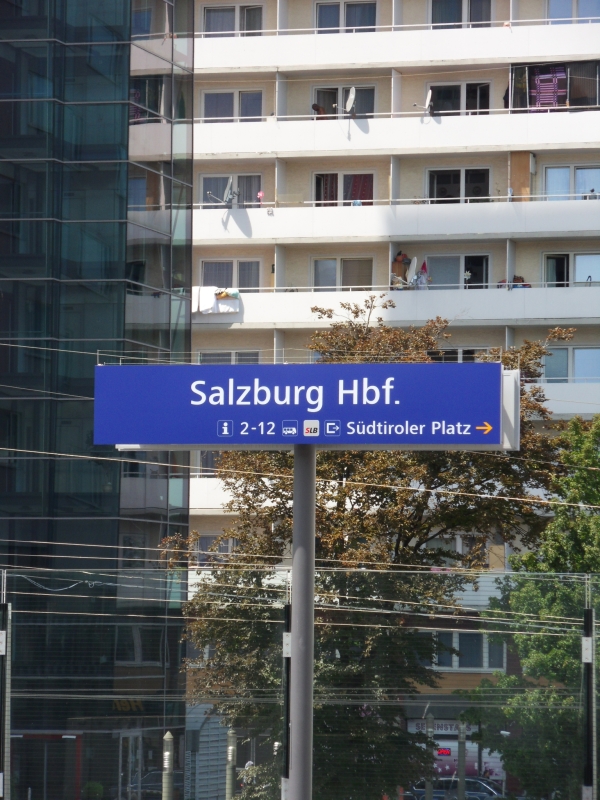 Salzburg Hbf.
i 2-12 SLB Südtiroler Platz →